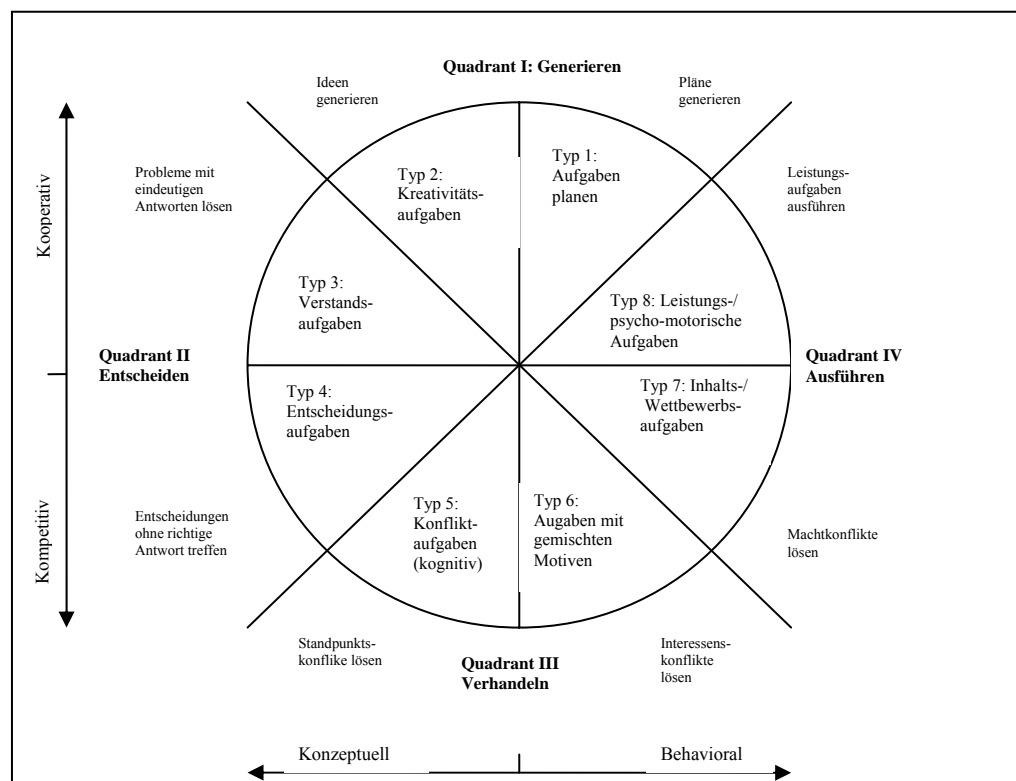 Quadrant I: Generieren
Ideen
generieren
Pläne
generieren
Probleme mit
eindeutigen
Antworten lösen
Typ 2:
Kreativitäts-
aufgaben
Typ 1:
Aufgaben
planen
Leistungs-
aufgaben
ausführen
Kooperativ
Typ 3:
Verstands-
aufgaben
Typ 8: Leistungs-/
psycho-motorische
Aufgaben
Quadrant II
Entscheiden
Quadrant IV
Ausführen
Typ 4:
Entscheidungs-
aufgaben
Typ 7: Inhalts-/
Wettbewerbs-
aufgaben
Kompetitiv
Entscheidungen
ohne richtige
Antwort treffen
Typ 5:
Konflikt-
aufgaben
(kognitiv)
Typ 6:
Augaben mit
gemischten
Motiven
Machtkonflikte
lösen
Standpunkts-
konflike lösen
Quadrant III
Verhandeln
Interessens-
konflikte
lösen
Konzeptuell
Behavioral